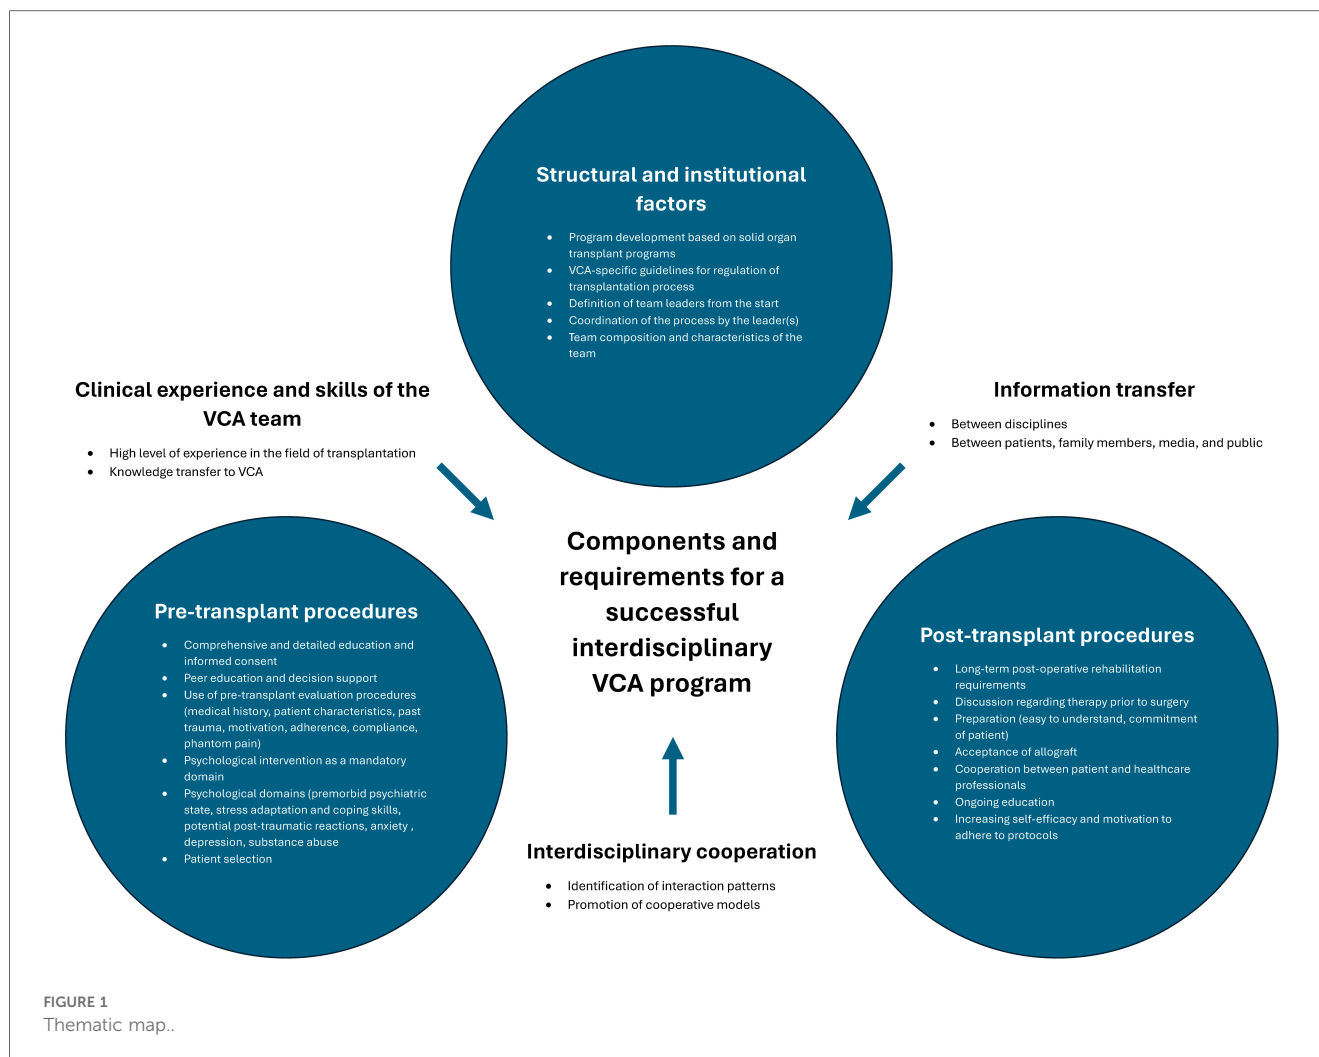 Structural and institutional
factors
• Program development based on solid organ
transplant programs
• VCA-specific guidelines for regulation of
transplantation process
• Definition of team leaders from the start
• Coordination of the process by the leader(s)
• Team composition and characteristics of the
team
Clinical experience and skills of the
VCA team
• High level of experience in the field of transplantation
• Knowledge transfer to VCA
Information transfer
• Between disciplines
• Between patients, family members, media, and public
Components and
requirements for a
successful
interdisciplinary
VCA program
Pre-transplant procedures
• Comprehensive and detailed education and
informed consent
• Peer education and decision support
• Use of pre-transplant evaluation procedures
(medical history, patient characteristics, past
trauma, motivation, adherence, compliance,
phantom pain)
• Psychological intervention as a mandatory
domain
• Psychological domains (premorbid psychiatric
state, stress adaptation and coping skills,
potential post-traumatic reactions, anxiety ,
depression, substance abuse
• Patient selection
Post-transplant procedures
• Long-term post-operative rehabilitation
requirements
• Discussion regarding therapy prior to surgery
• Preparation (easy to understand, commitment
of patient)
• Acceptance of allograft
• Cooperation between patient and healthcare
professionals
• Ongoing education
• Increasing self-efficacy and motivation to
adhere to protocols
Interdisciplinary cooperation
• Identification of interaction patterns
• Promotion of cooperative models
FIGURE 1
Thematic map..